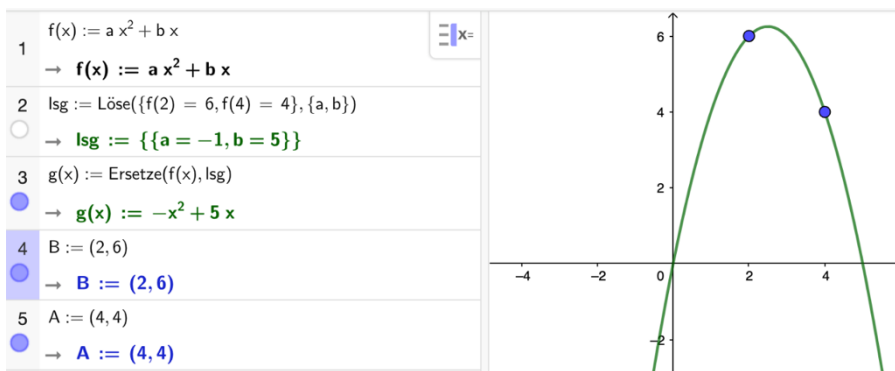 1
f(x) := a x² + b x
→ f(x) := a x² + b x
2
lsg := Löse({f(2) = 6, f(4) = 4}, {a, b})
→ lsg := {{a = −1, b = 5}}
3
g(x) := Ersetze(f(x), lsg)
→ g(x) := −x² + 5 x
4
B := (2, 6)
→ B := (2, 6)
5
A := (4, 4)
→ A := (4, 4)
x=
6
4
2
−4 −2 0 2 4
−2